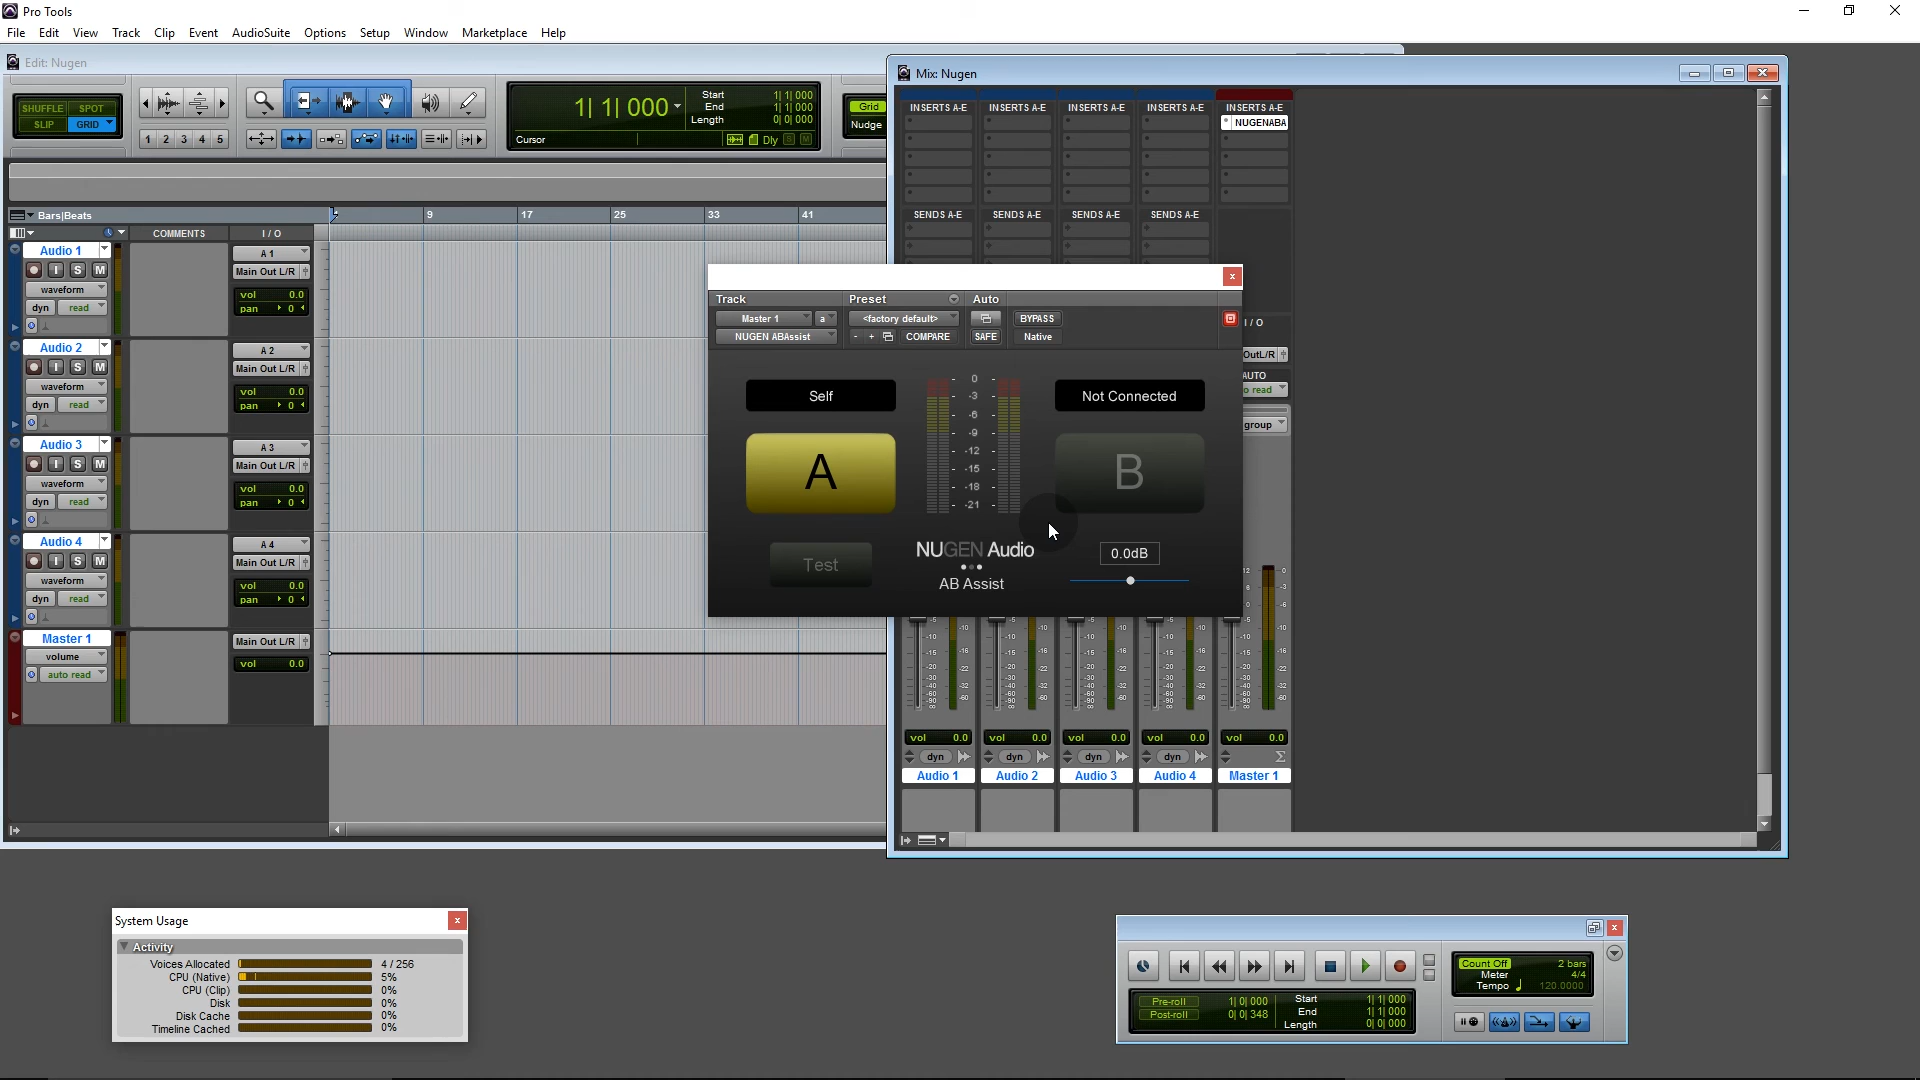 Pro Tools
File Edit View Track Clip Event AudioSuite Options Setup Window Marketplace Help
Edit: Nugen
SHUFFLE SPOT
SLIP GRID
1 2 3 4 5
1| 1| 000
Start 1| 1| 000
End 1| 1| 000
Length 0| 0| 000
Cursor
Dly
Grid
Nudge
Bars|Beats
9 17 25 33 41
COMMENTS
I / O
Audio 1
I S M
waveform
dyn read
A 1
Main Out L/R
vol 0.0
pan 0
Audio 2
I S M
waveform
dyn read
A 2
Main Out L/R
vol 0.0
pan 0
Audio 3
I S M
waveform
dyn read
A 3
Main Out L/R
vol 0.0
pan 0
Audio 4
I S M
waveform
dyn read
A 4
Main Out L/R
vol 0.0
pan 0
Master 1
volume
auto read
Main Out L/R
vol 0.0
Mix: Nugen
INSERTS A-E INSERTS A-E INSERTS A-E INSERTS A-E INSERTS A-E
NUGENABA
SENDS A-E SENDS A-E SENDS A-E SENDS A-E
Track Preset Auto
Master 1 a <factory default> BYPASS
NUGEN ABAssist - + COMPARE SAFE Native
Self
Not Connected
A
B
0
-3
-6
-9
-12
-15
-18
-21
Test
NUGEN Audio
AB Assist
0.0dB
I / O
OutL/R
AUTO
o read
group
vol 0.0 vol 0.0 vol 0.0 vol 0.0 vol 0.0
dyn dyn dyn dyn Σ
Audio 1 Audio 2 Audio 3 Audio 4 Master 1
System Usage
Activity
Voices Allocated 4 / 256
CPU (Native) 5%
CPU (Clip) 0%
Disk 0%
Disk Cache 0%
Timeline Cached 0%
Pre-roll 1| 0| 000
Post-roll 0| 0| 348
Start 1| 1| 000
End 1| 1| 000
Length 0| 0| 000
Count Off 2 bars
Meter 4/4
Tempo 120.0000